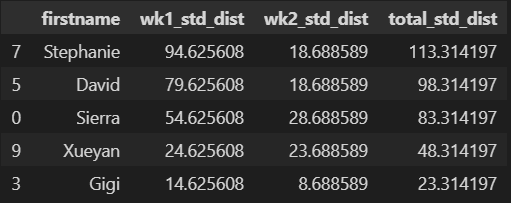 firstname wk1_std_dist wk2_std_dist total_std_dist
7 Stephanie 94.625608 18.688589 113.314197
5 David 79.625608 18.688589 98.314197
0 Sierra 54.625608 28.688589 83.314197
9 Xueyan 24.625608 23.688589 48.314197
3 Gigi 14.625608 8.688589 23.314197